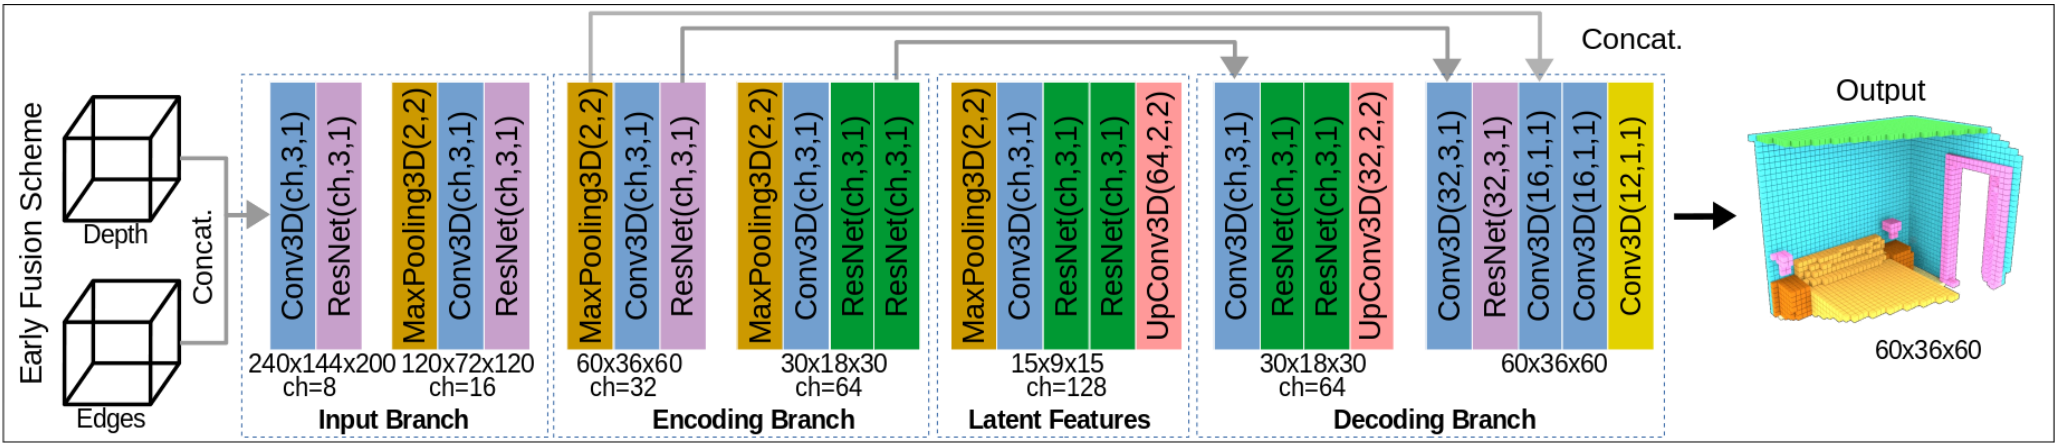 Early Fusion Scheme
Depth
Edges
Concat.
Conv3D(ch,3,1)
ResNet(ch,3,1)
240x144x200
ch=8
MaxPooling3D(2,2)
Conv3D(ch,3,1)
ResNet(ch,3,1)
120x72x120
ch=16
Input Branch
MaxPooling3D(2,2)
Conv3D(ch,3,1)
ResNet(ch,3,1)
60x36x60
ch=32
MaxPooling3D(2,2)
Conv3D(ch,3,1)
ResNet(ch,3,1)
ResNet(ch,3,1)
30x18x30
ch=64
Encoding Branch
MaxPooling3D(2,2)
Conv3D(ch,3,1)
ResNet(ch,3,1)
ResNet(ch,3,1)
UpConv3D(64,2,2)
15x9x15
ch=128
Latent Features
Conv3D(ch,3,1)
ResNet(ch,3,1)
ResNet(ch,3,1)
UpConv3D(32,2,2)
30x18x30
ch=64
Conv3D(32,3,1)
ResNet(32,3,1)
Conv3D(16,1,1)
Conv3D(16,1,1)
Conv3D(12,1,1)
60x36x60
Decoding Branch
Concat.
Output
60x36x60